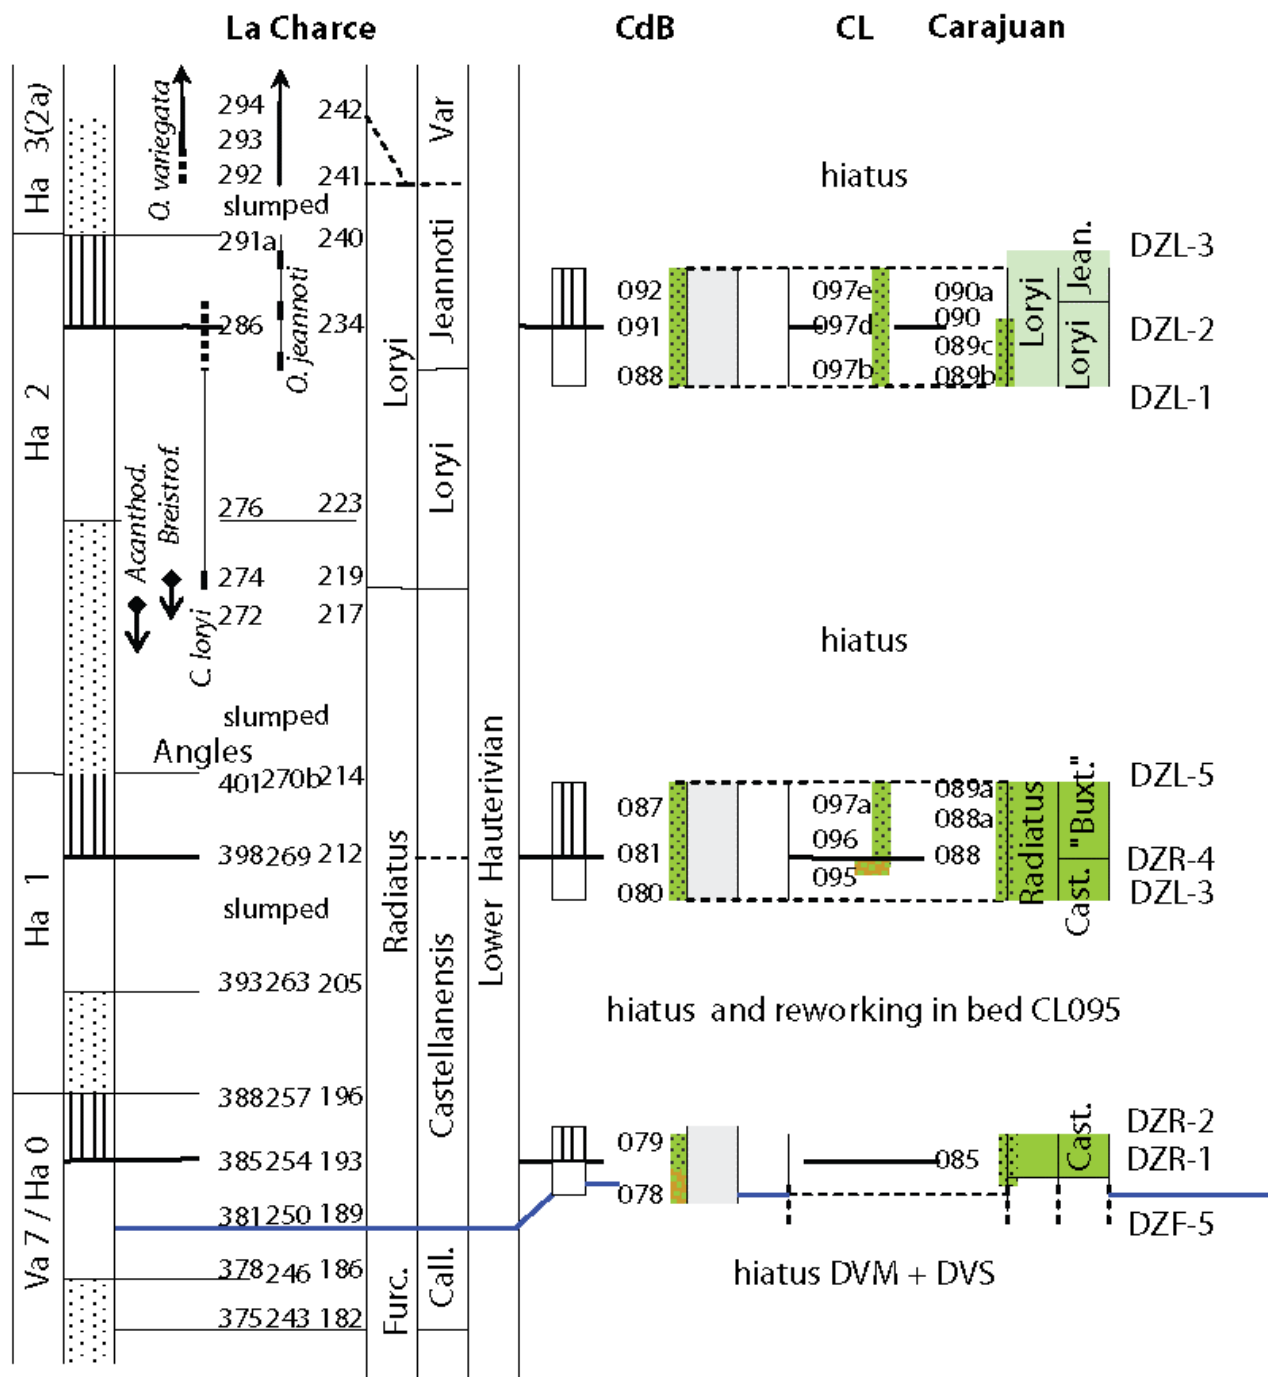 La Charce CdB CL Carajuan
Ha 3(2a)
Ha 2
Ha 1
Va 7 / Ha 0
O. variegata
294 242
293
292 241
slumped
291a 240
286 234
O. jeannoti
Acanthod.
Breistrof.
C. loryi
276 223
274 219
272 217
slumped
Angles
401 270b 214
398 269 212
slumped
393 263 205
388 257 196
385 254 193
381 250 189
378 246 186
375 243 182
Loryi
Radiatus
Furc.
Var
Jeannoti
Loryi
Castellanensis
Call.
Lower Hauterivian
hiatus
DZL-3
092 097e 090a
091 097d 090
089c
088 097b 089b
Loryi
Jean.
Loryi
DZL-2
DZL-1
hiatus
DZL-5
087 097a 089a
088a
081 096 088
080 095
Radiatus
"Buxt."
Cast.
DZR-4
DZL-3
hiatus and reworking in bed CL095
079 085
078
Cast.
DZR-2
DZR-1
DZF-5
hiatus DVM + DVS